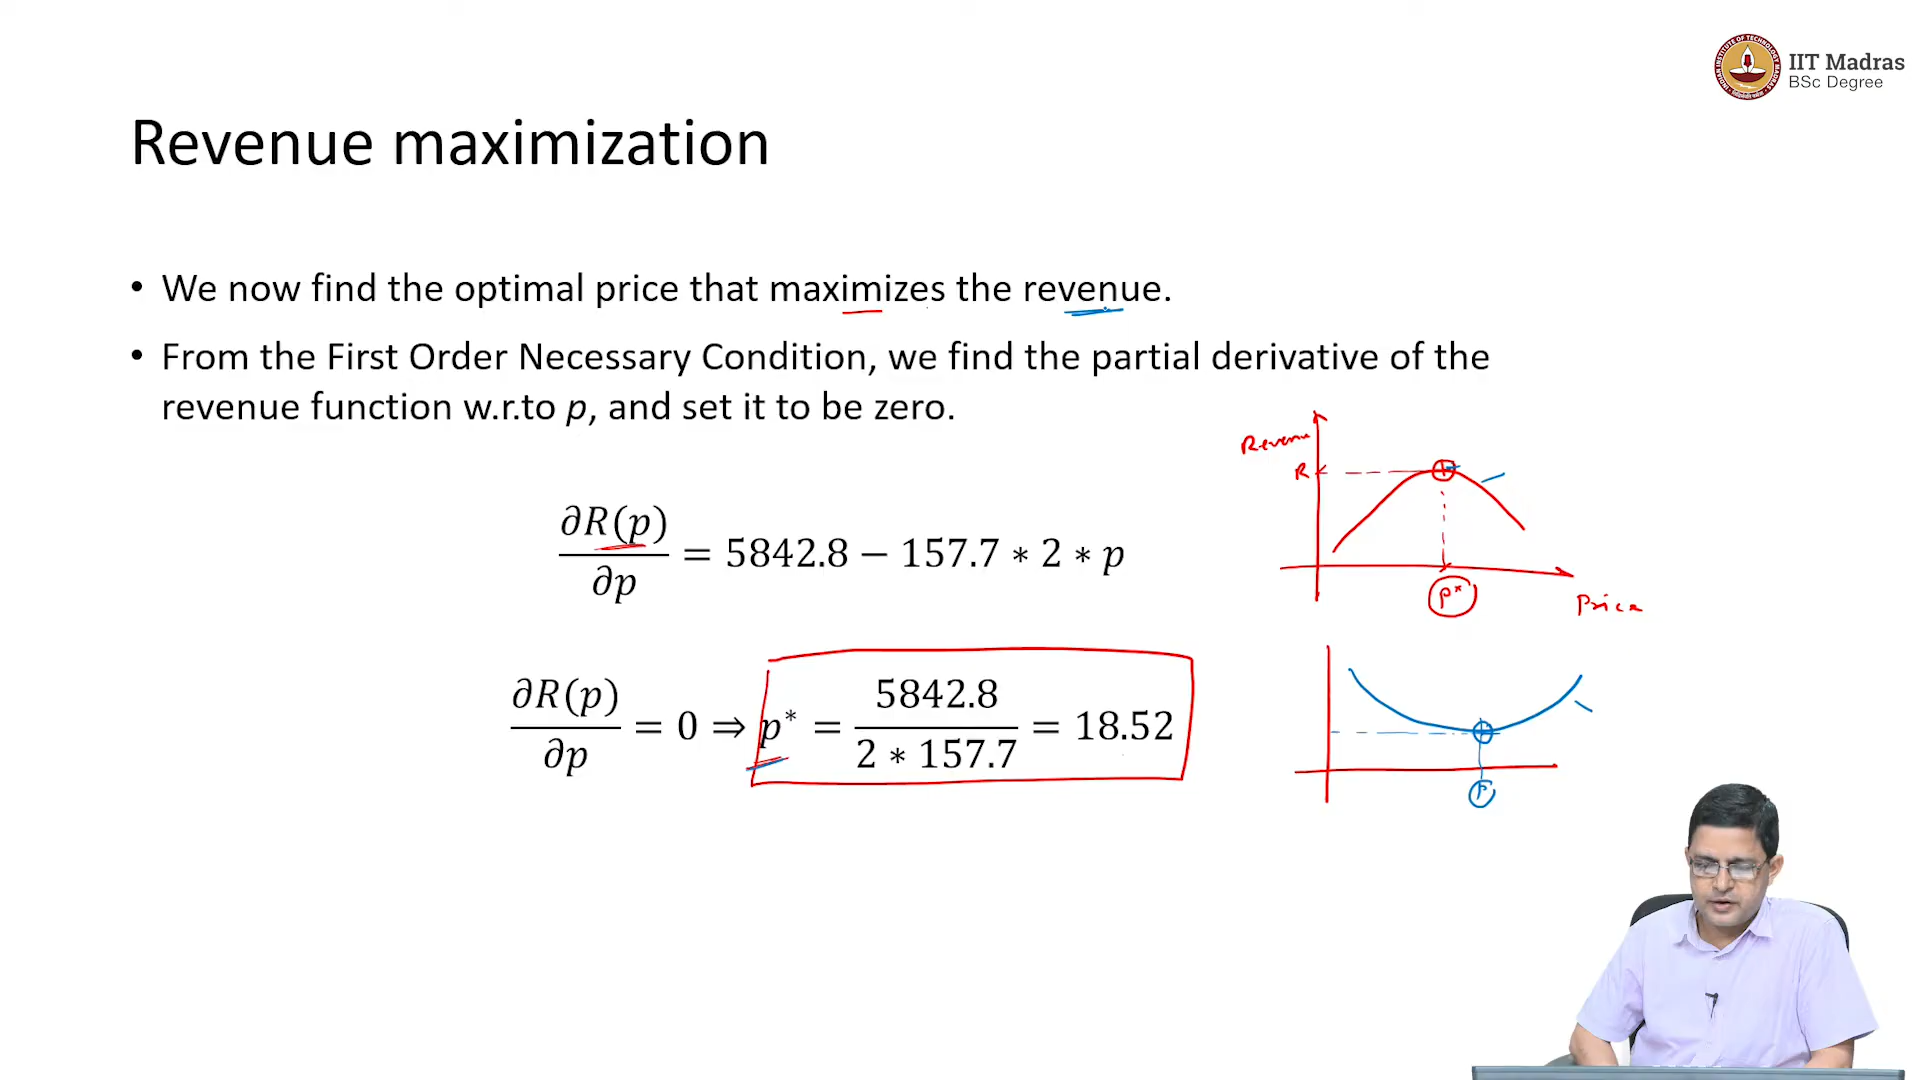 IIT Madras
BSc Degree
Revenue maximization
• We now find the optimal price that maximizes the revenue.
• From the First Order Necessary Condition, we find the partial derivative of the
revenue function w.r.to p, and set it to be zero.
∂R(p)/∂p = 5842.8 − 157.7 ∗ 2 ∗ p
∂R(p)/∂p = 0 ⇒ p* = 5842.8/(2 ∗ 157.7) = 18.52
Revenue
R
P*
Price
P